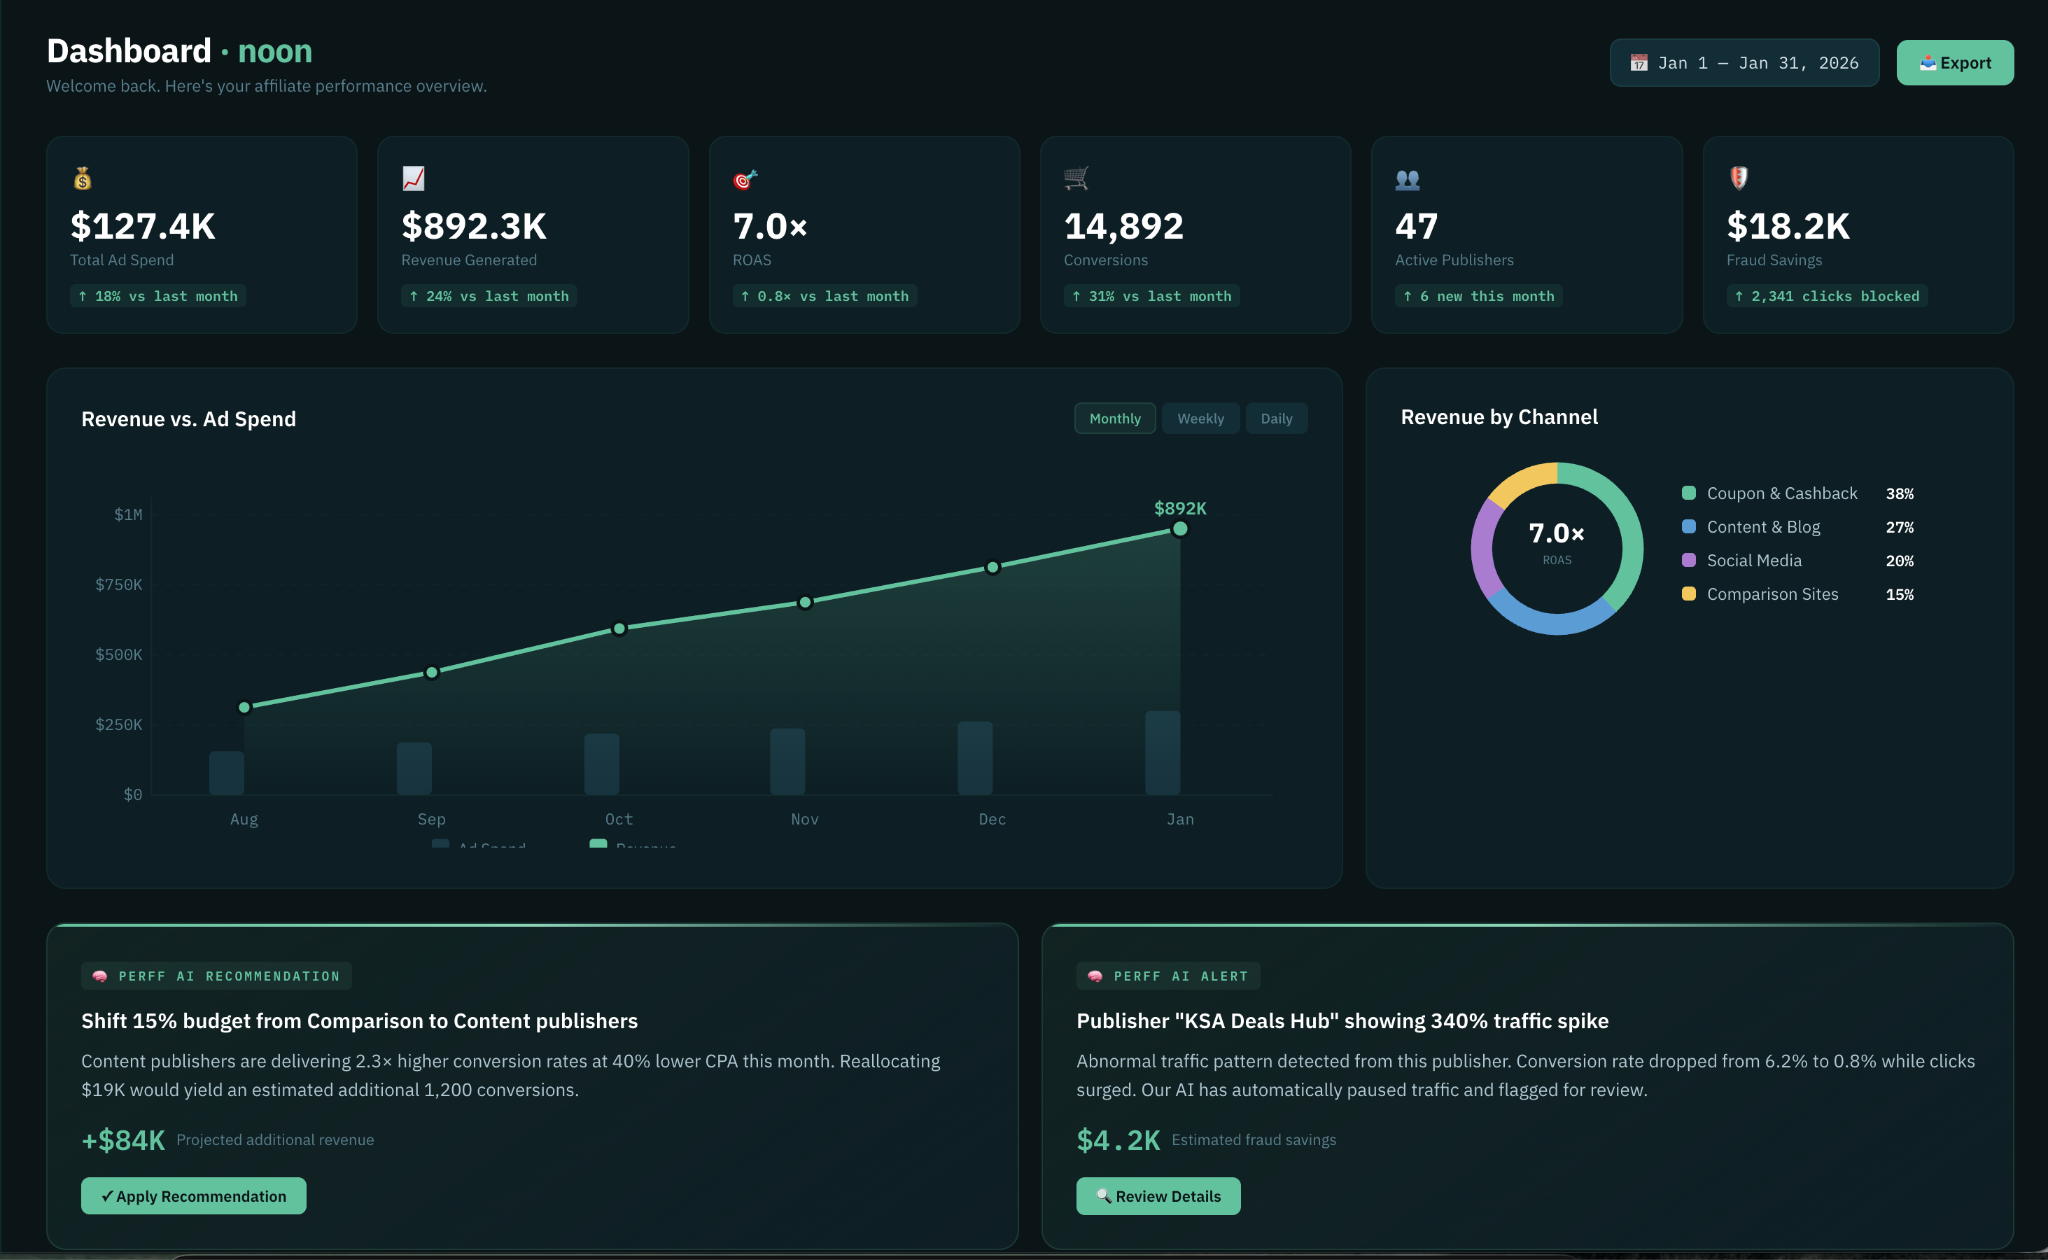 Dashboard · noon
Welcome back. Here's your affiliate performance overview.
Jan 1 — Jan 31, 2026
Export
$127.4K
Total Ad Spend
↑ 18% vs last month
$892.3K
Revenue Generated
↑ 24% vs last month
7.0×
ROAS
↑ 0.8× vs last month
14,892
Conversions
↑ 31% vs last month
47
Active Publishers
↑ 6 new this month
$18.2K
Fraud Savings
↑ 2,341 clicks blocked
Revenue vs. Ad Spend
Monthly
Weekly
Daily
$892K
$1M
$750K
$500K
$250K
$0
Aug
Sep
Oct
Nov
Dec
Jan
Ad Spend
Revenue
Revenue by Channel
7.0×
ROAS
Coupon & Cashback 38%
Content & Blog 27%
Social Media 20%
Comparison Sites 15%
PERFF AI RECOMMENDATION
Shift 15% budget from Comparison to Content publishers
Content publishers are delivering 2.3× higher conversion rates at 40% lower CPA this month. Reallocating
$19K would yield an estimated additional 1,200 conversions.
+$84K Projected additional revenue
✓ Apply Recommendation
PERFF AI ALERT
Publisher "KSA Deals Hub" showing 340% traffic spike
Abnormal traffic pattern detected from this publisher. Conversion rate dropped from 6.2% to 0.8% while clicks
surged. Our AI has automatically paused traffic and flagged for review.
$4.2K Estimated fraud savings
Review Details